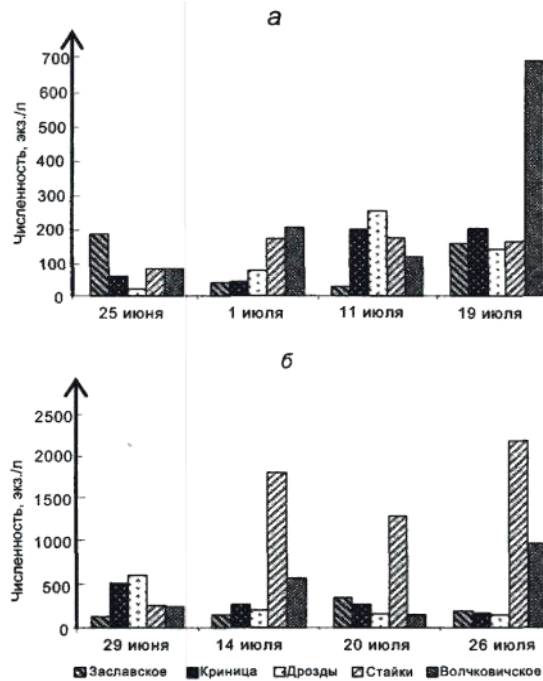 а
Численность, экз./л
700
600
500
400
300
200
100
0
25 июня 1 июля 11 июля 19 июля
б
Численность, экз./л
2500
2000
1500
1000
500
0
29 июня 14 июля 20 июля 26 июля
Заславское Криница Дрозды Стайки Волчковичское